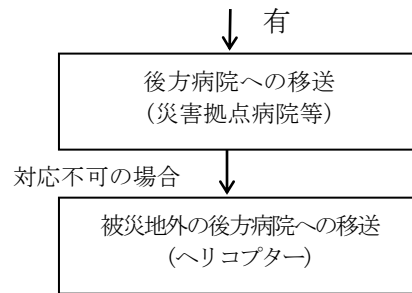 有
後方病院への移送
（災害拠点病院等）
対応不可の場合
被災地外の後方病院への移送
（ヘリコプター）